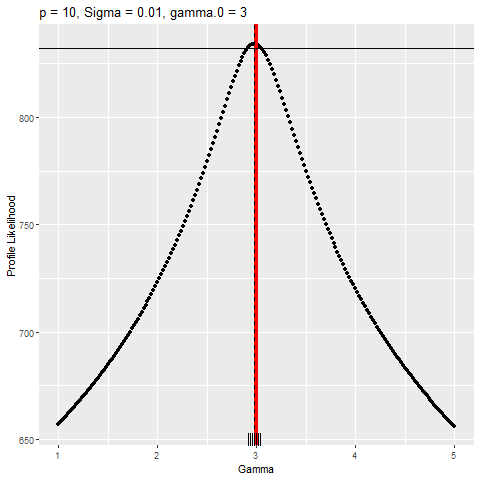 p = 10, Sigma = 0.01, gamma.0 = 3
Profile Likelihood
800
750
700
650
1 2 3 4 5
Gamma